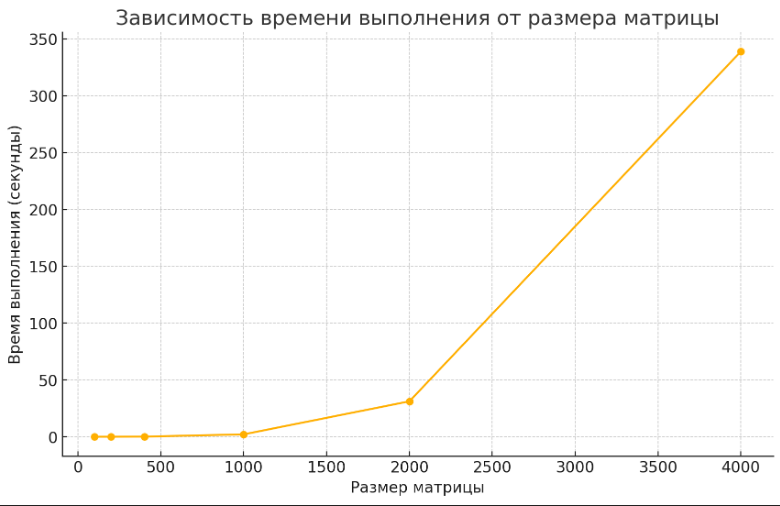 Зависимость времени выполнения от размера матрицы
350
300
250
200
150
100
50
0
Время выполнения (секунды)
0 500 1000 1500 2000 2500 3000 3500 4000
Размер матрицы